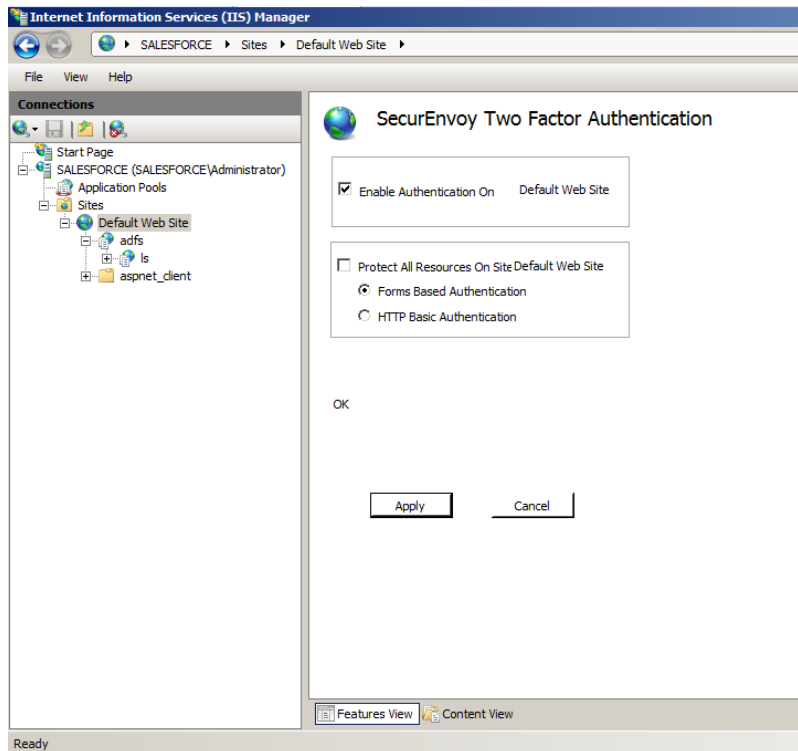 Internet Information Services (IIS) Manager
SALESFORCE Sites Default Web Site
File View Help
Connections
Start Page
SALESFORCE (SALESFORCE\Administrator)
Application Pools
Sites
Default Web Site
adfs
ls
aspnet_client
SecurEnvoy Two Factor Authentication
Enable Authentication On Default Web Site
Protect All Resources On Site Default Web Site
Forms Based Authentication
HTTP Basic Authentication
OK
Apply Cancel
Features View Content View
Ready